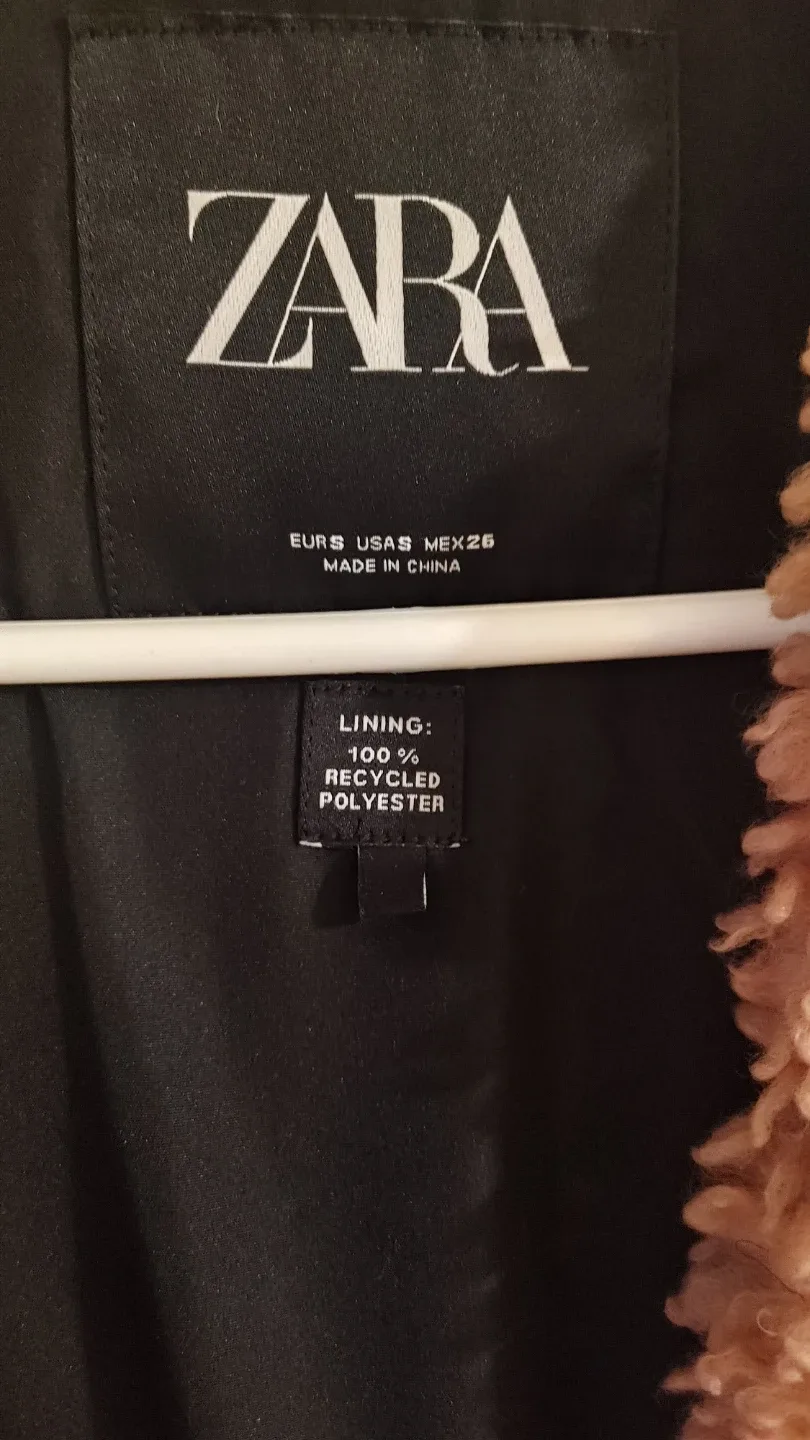 ZARA
EUR S USA S MEX 26
MADE IN CHINA
LINING:
100 %
RECYCLED
POLYESTER